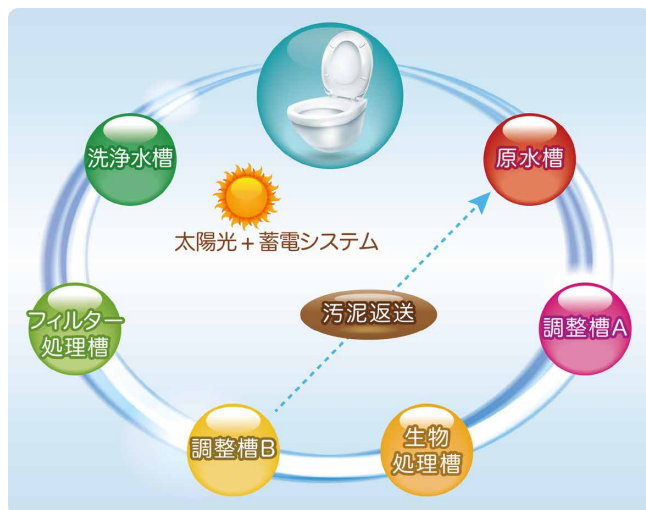 洗浄水槽
原水槽
太陽光+蓄電システム
汚泥返送
フィルター
処理槽
調整槽A
調整槽B
生物
処理槽